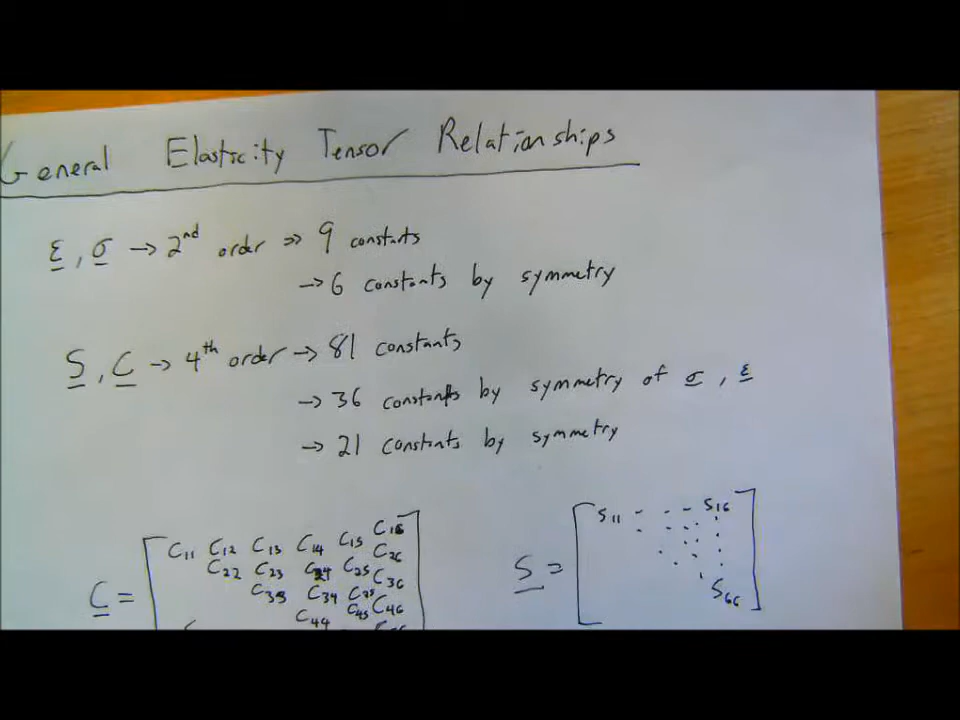 General Elasticity Tensor Relationships
ε, σ → 2nd order ⇒ 9 constants
→ 6 constants by symmetry
S, C → 4th order → 81 constants
→ 36 constants by symmetry of σ, ε
→ 21 constants by symmetry
C = [ C11 C12 C13 C14 C15 C16
C22 C23 C24 C25 C26
C33 C34 C35 C36
C44 C45 C46
S = [ S11 - - - S16
S66 ]